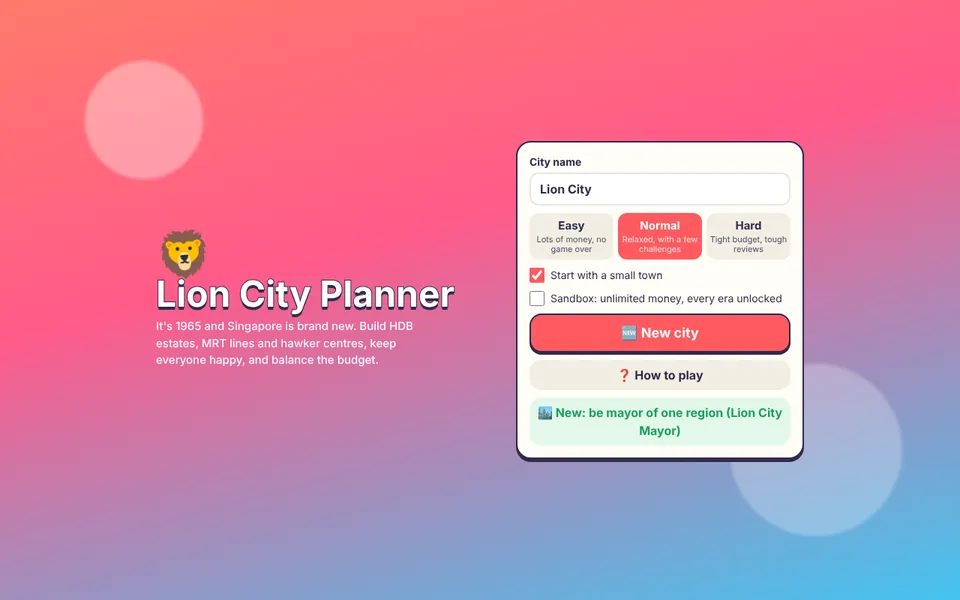 Lion City Planner
It's 1965 and Singapore is brand new. Build HDB
estates, MRT lines and hawker centres, keep
everyone happy, and balance the budget.
City name
Lion City
Easy
Lots of money, no
game over
Normal
Relaxed, with a few
challenges
Hard
Tight budget, tough
reviews
Start with a small town
Sandbox: unlimited money, every era unlocked
🆕 New city
❓ How to play
🏙️ New: be mayor of one region (Lion City
Mayor)